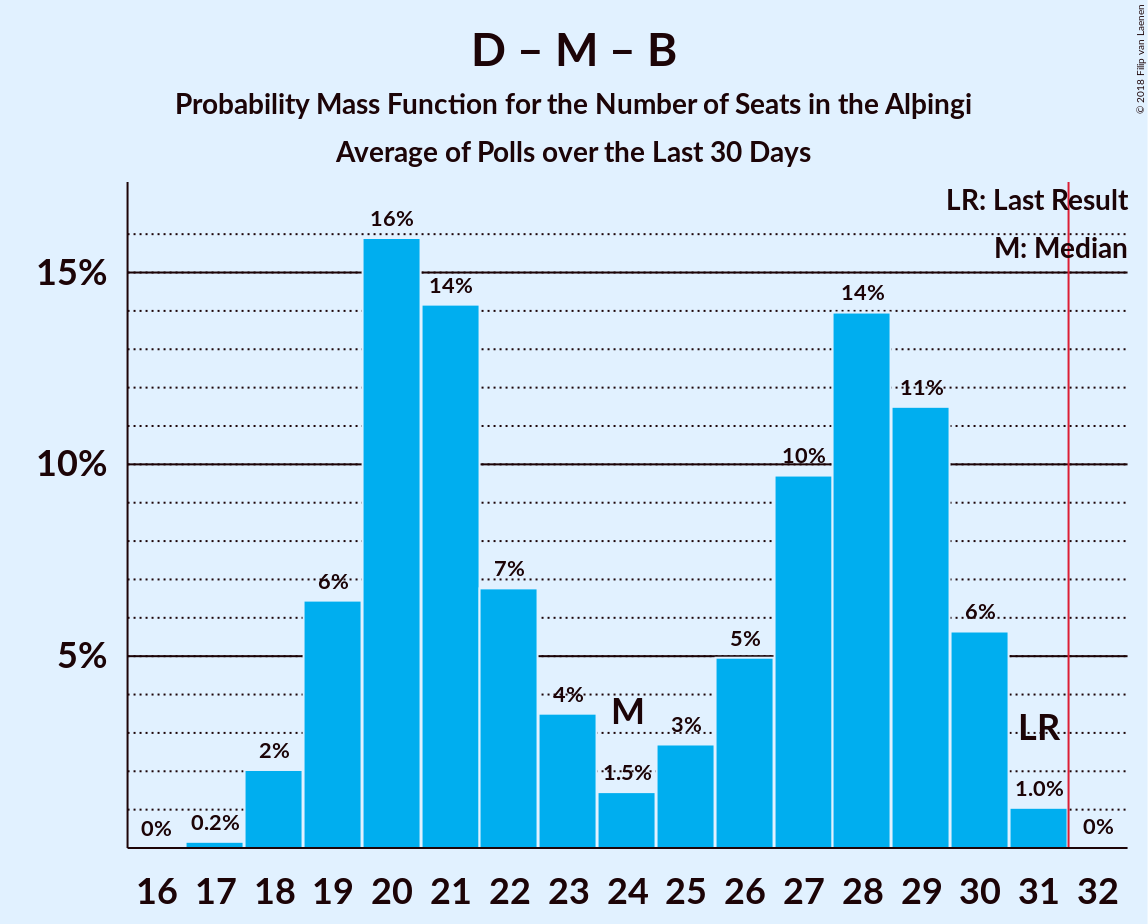 D – M – B
Probability Mass Function for the Number of Seats in the Alþingi
Average of Polls over the Last 30 Days
© 2018 Filip van Laenen
LR: Last Result
M: Median
15%
10%
5%
0%
0.2%
2%
6%
16%
14%
7%
4%
M
1.5%
3%
5%
10%
14%
11%
6%
LR
1.0%
0%
16 17 18 19 20 21 22 23 24 25 26 27 28 29 30 31 32